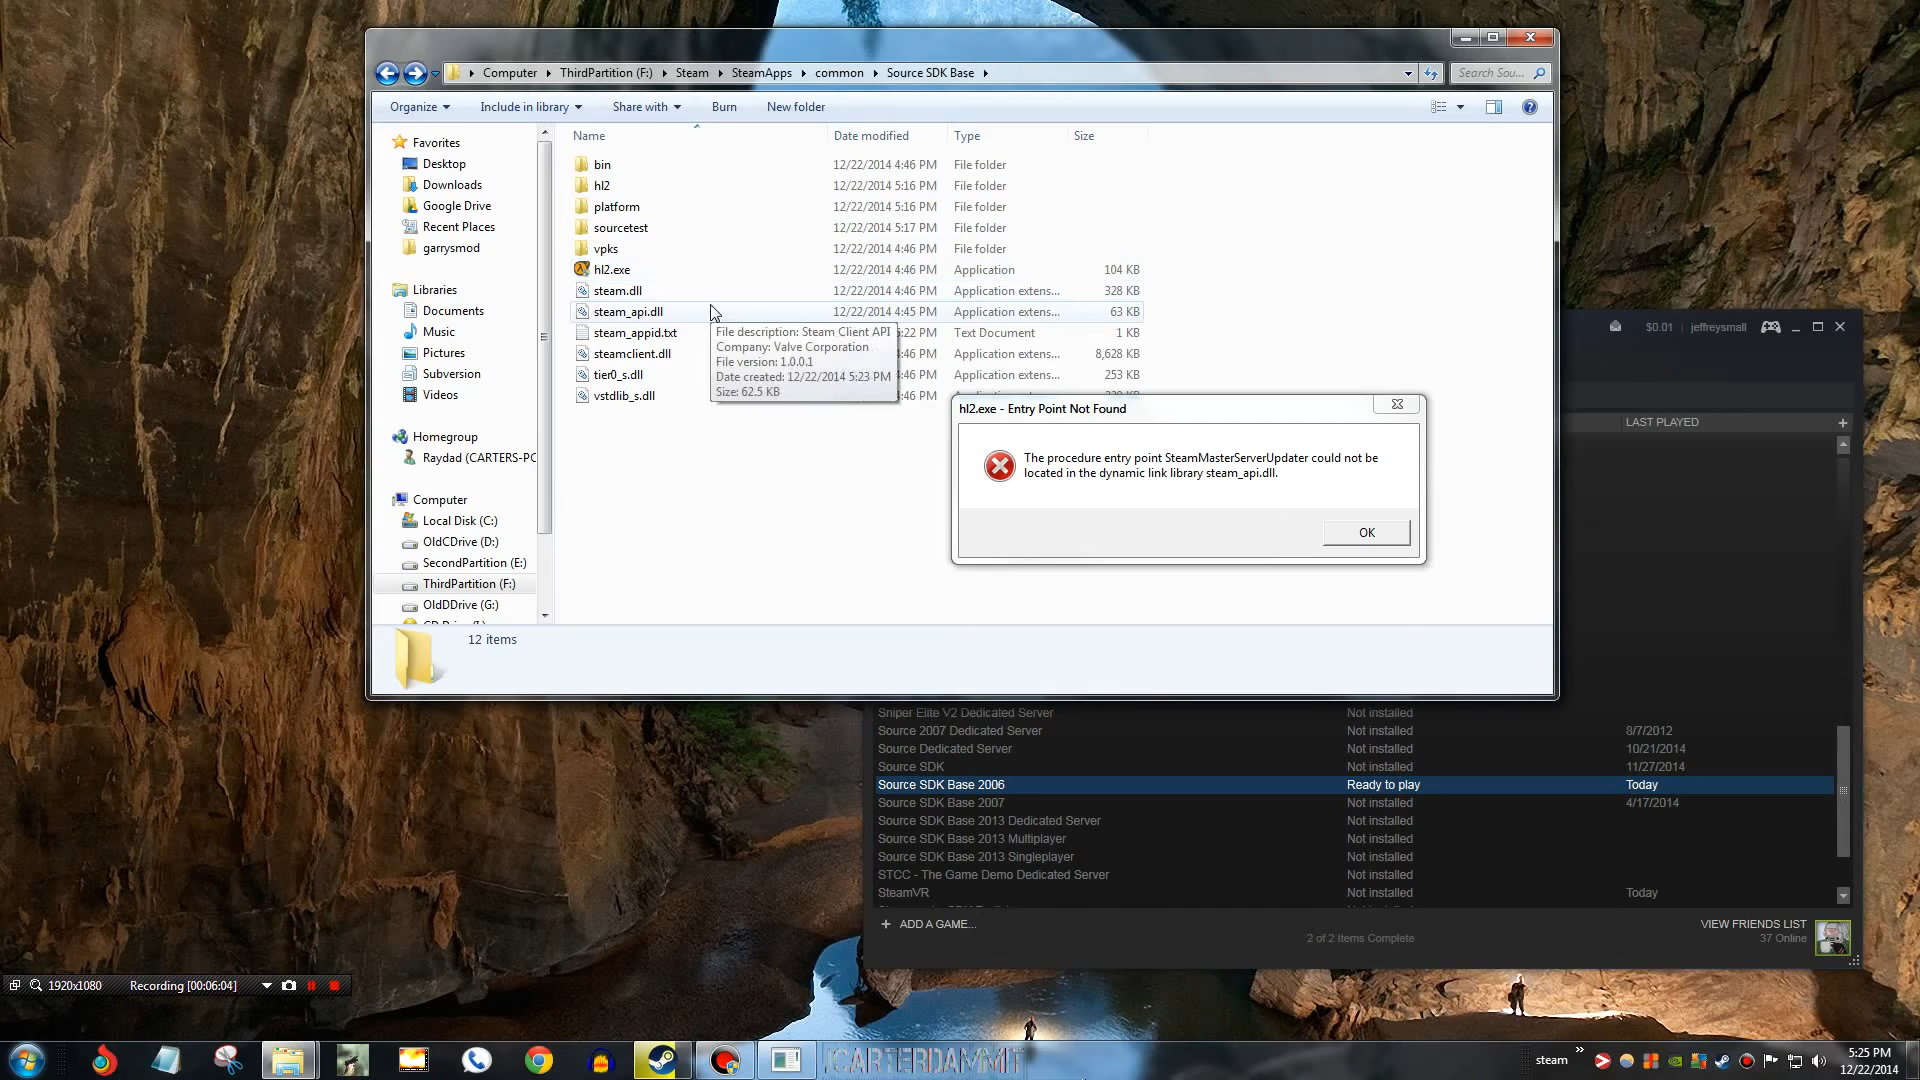 Computer ThirdPartition (F:) Steam SteamApps common Source SDK Base
Search Sou...
Organize Include in library Share with Burn New folder
Name Date modified Type Size
Favorites
Desktop
Downloads
Google Drive
Recent Places
garrysmod
Libraries
Documents
Music
Pictures
Subversion
Videos
Homegroup
Raydad (CARTERS-PC
Computer
Local Disk (C:)
OldCDrive (D:)
SecondPartition (E:)
ThirdPartition (F:)
OldDDrive (G:)
bin 12/22/2014 4:46 PM File folder
hl2 12/22/2014 5:16 PM File folder
platform 12/22/2014 5:16 PM File folder
sourcetest 12/22/2014 5:17 PM File folder
vpks 12/22/2014 4:46 PM File folder
hl2.exe 12/22/2014 4:46 PM Application 104 KB
steam.dll 12/22/2014 4:46 PM Application extens... 328 KB
steam_api.dll 12/22/2014 4:45 PM Application extens... 63 KB
steam_appid.txt :22 PM Text Document 1 KB
steamclient.dll :46 PM Application extens... 8,628 KB
tier0_s.dll :46 PM Application extens... 253 KB
vstdlib_s.dll :46 PM
File description: Steam Client API
Company: Valve Corporation
File version: 1.0.0.1
Date created: 12/22/2014 5:23 PM
Size: 62.5 KB
12 items
hl2.exe - Entry Point Not Found
The procedure entry point SteamMasterServerUpdater could not be
located in the dynamic link library steam_api.dll.
OK
$0.01 jeffreysmall
LAST PLAYED
Sniper Elite V2 Dedicated Server Not installed
Source 2007 Dedicated Server Not installed 8/7/2012
Source Dedicated Server Not installed 10/21/2014
Source SDK Not installed 11/27/2014
Source SDK Base 2006 Ready to play Today
Source SDK Base 2007 Not installed 4/17/2014
Source SDK Base 2013 Dedicated Server Not installed
Source SDK Base 2013 Multiplayer Not installed
Source SDK Base 2013 Singleplayer Not installed
STCC - The Game Demo Dedicated Server Not installed
SteamVR Not installed Today
+ ADD A GAME...
VIEW FRIENDS LIST
2 of 2 Items Complete
37 Online
1920x1080 Recording [00:06:04]
JCARTERDAMMIT
steam
5:25 PM
12/22/2014